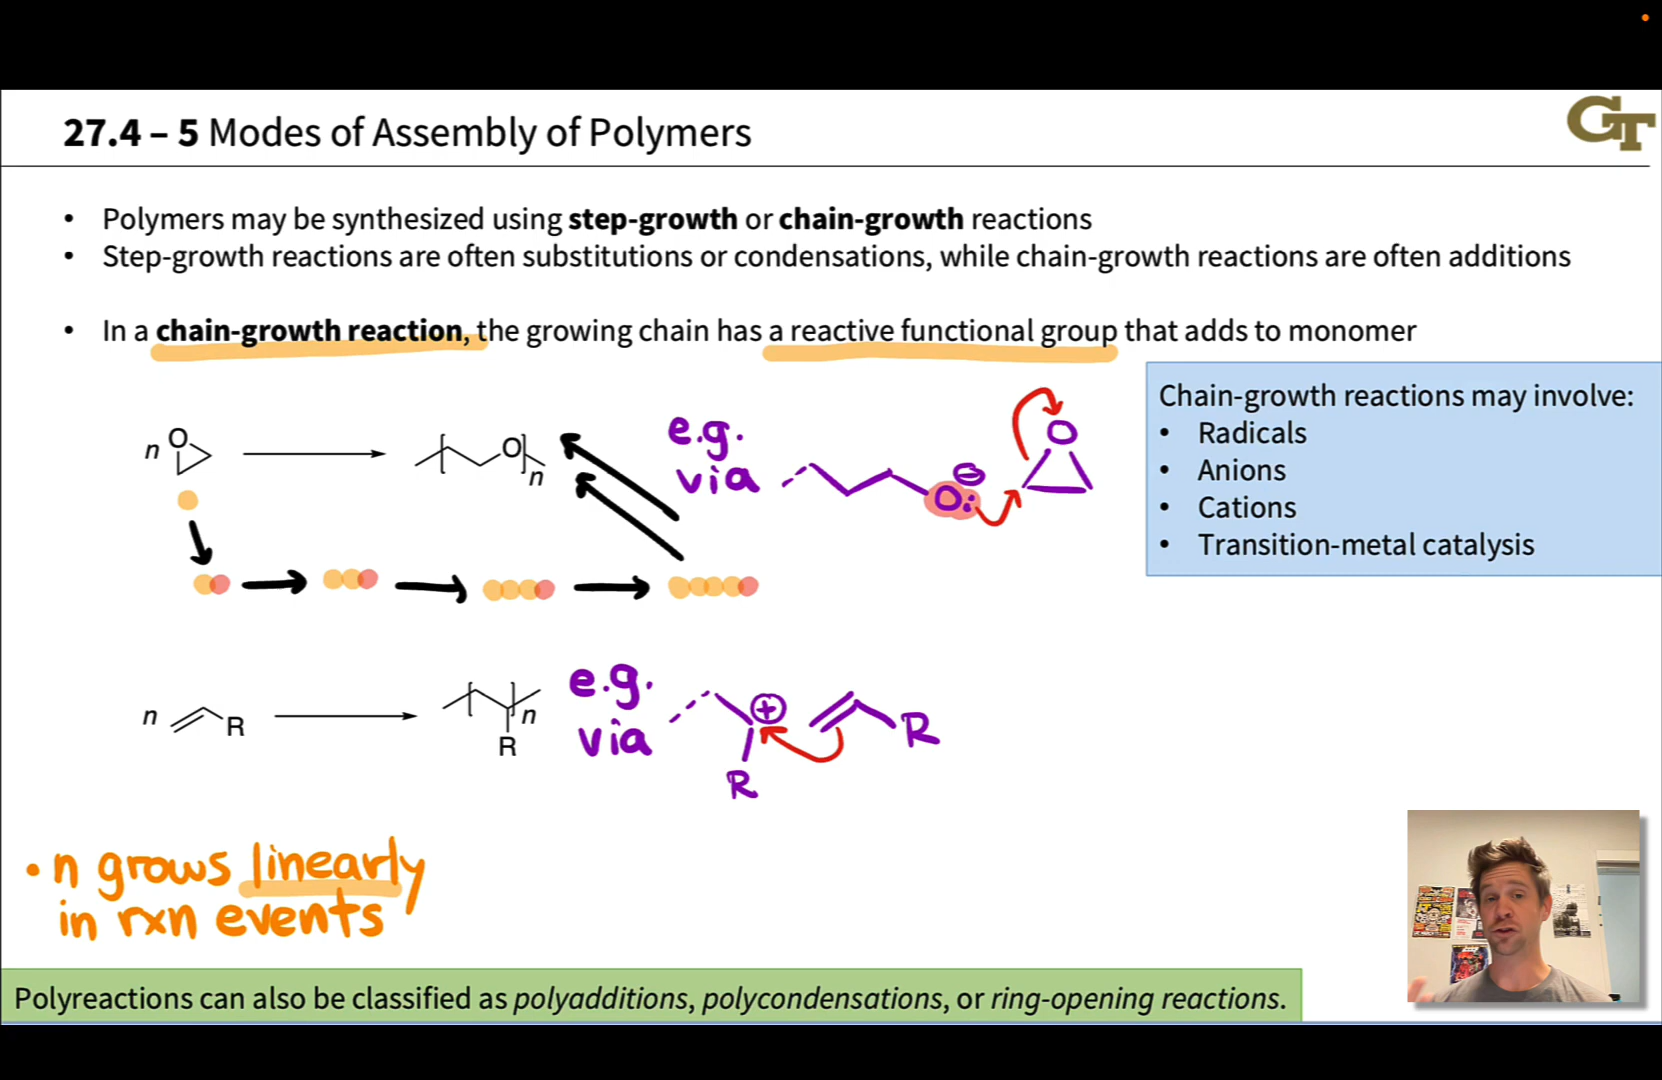 27.4 – 5 Modes of Assembly of Polymers
GT
• Polymers may be synthesized using step-growth or chain-growth reactions
• Step-growth reactions are often substitutions or condensations, while chain-growth reactions are often additions
• In a chain-growth reaction, the growing chain has a reactive functional group that adds to monomer
Chain-growth reactions may involve:
• Radicals
• Anions
• Cations
• Transition-metal catalysis
n O
O n
e.g.
via
O: ⊖
O
n R
n
R
e.g.
via
⊕
R
R
• n grows linearly
in rxn events
Polyreactions can also be classified as polyadditions, polycondensations, or ring-opening reactions.